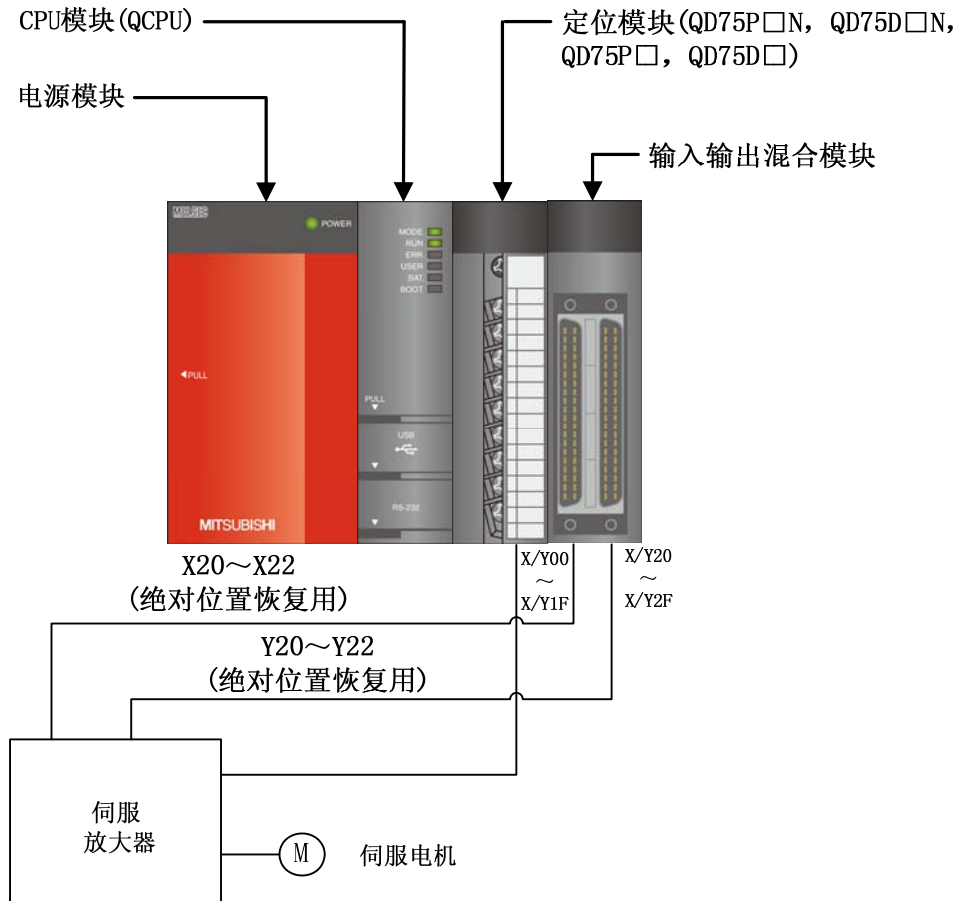 CPU模块(QCPU)
定位模块(QD75P□N, QD75D□N,
QD75P□, QD75D□)
电源模块
输入输出混合模块
MELSEC
POWER
MODE
RUN
ERR.
USER
BAT.
BOOT
PULL
PULL
USB
RS-232
MITSUBISHI
X20～X22
(绝对位置恢复用)
X/Y00
～
X/Y1F
X/Y20
～
X/Y2F
Y20～Y22
(绝对位置恢复用)
伺服
放大器
M
伺服电机